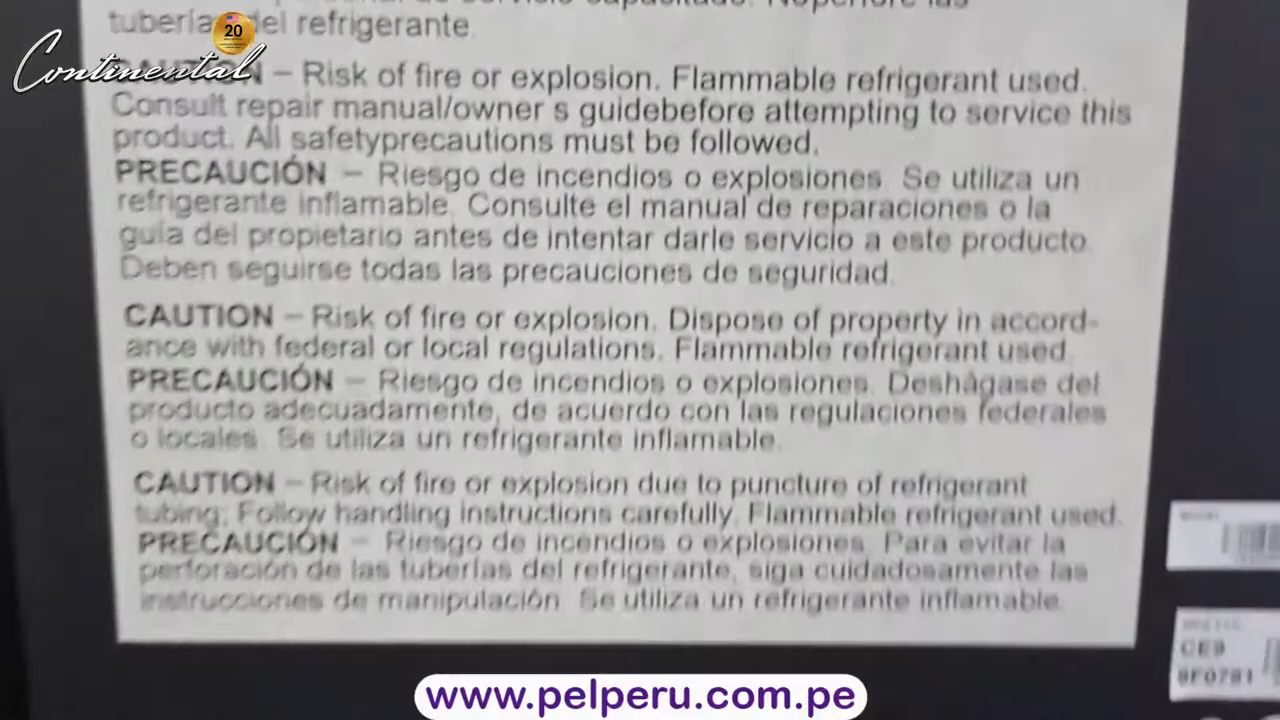 tubería del refrigerante.
20
Continental
– Risk of fire or explosion. Flammable refrigerant used.
Consult repair manual/owner s guidebefore attempting to service this
product. All safetyprecautions must be followed.
PRECAUCIÓN – Riesgo de incendios o explosiones. Se utiliza un
refrigerante inflamable. Consulte el manual de reparaciones o la
guía del propietario antes de intentar darle servicio a este producto.
Deben seguirse todas las precauciones de seguridad.
CAUTION – Risk of fire or explosion. Dispose of property in accord-
ance with federal or local regulations. Flammable refrigerant used.
PRECAUCIÓN – Riesgo de incendios o explosiones. Deshágase del
producto adecuadamente, de acuerdo con las regulaciones federales
o locales. Se utiliza un refrigerante inflamable.
CAUTION – Risk of fire or explosion due to puncture of refrigerant
tubing; Follow handling instructions carefully. Flammable refrigerant used.
PRECAUCIÓN – Riesgo de incendios o explosiones. Para evitar la
perforación de las tuberías del refrigerante, siga cuidadosamente las
instrucciones de manipulación. Se utiliza un refrigerante inflamable.
CE9
8F0781
www.pelperu.com.pe